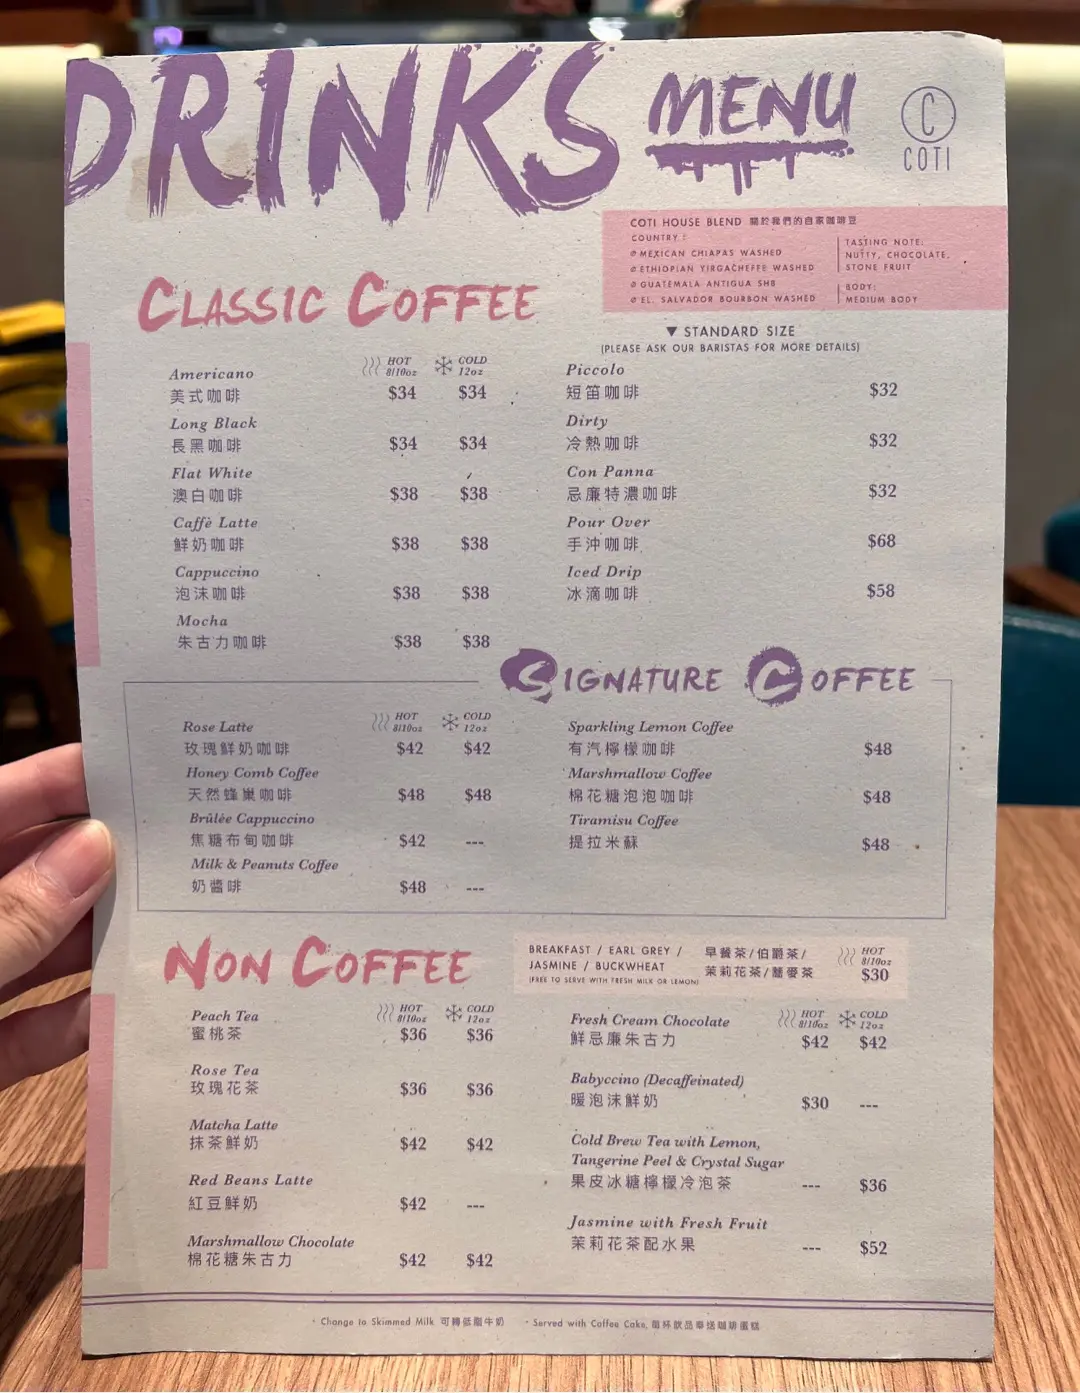 DRINKS MENU
C
COTI
COTI HOUSE BLEND 關於我們的自家咖啡豆
COUNTRY:
MEXICAN CHIAPAS WASHED
ETHIOPIAN YIRGACHEFFE WASHED
GUATEMALA ANTIGUA SHB
EL. SALVADOR BOURBON WASHED
TASTING NOTE:
NUTTY, CHOCOLATE,
STONE FRUIT
BODY:
MEDIUM BODY
CLASSIC COFFEE
HOT 8/10oz COLD 12oz
Americano
美式咖啡 $34 $34
Long Black
長黑咖啡 $34 $34
Flat White
澳白咖啡 $38 $38
Caffè Latte
鮮奶咖啡 $38 $38
Cappuccino
泡沫咖啡 $38 $38
Mocha
朱古力咖啡 $38 $38
▼ STANDARD SIZE
(PLEASE ASK OUR BARISTAS FOR MORE DETAILS)
Piccolo
短笛咖啡 $32
Dirty
冷熱咖啡 $32
Con Panna
忌廉特濃咖啡 $32
Pour Over
手沖咖啡 $68
Iced Drip
冰滴咖啡 $58
SIGNATURE COFFEE
HOT 8/10oz COLD 12oz
Rose Latte
玫瑰鮮奶咖啡 $42 $42
Honey Comb Coffee
天然蜂巢咖啡 $48 $48
Brûlée Cappuccino
焦糖布甸咖啡 $42 ---
Milk & Peanuts Coffee
奶醬啡 $48 ---
Sparkling Lemon Coffee
有汽檸檬咖啡 $48
Marshmallow Coffee
棉花糖泡泡咖啡 $48
Tiramisu Coffee
提拉米蘇 $48
NON COFFEE
BREAKFAST / EARL GREY /
JASMINE / BUCKWHEAT
(FREE TO SERVE WITH FRESH MILK OR LEMON)
早餐茶/伯爵茶/
茉莉花茶/蕎麥茶
HOT 8/10oz
$30
HOT 8/10oz COLD 12oz
Peach Tea
蜜桃茶 $36 $36
Rose Tea
玫瑰花茶 $36 $36
Matcha Latte
抹茶鮮奶 $42 $42
Red Beans Latte
紅豆鮮奶 $42 ---
Marshmallow Chocolate
棉花糖朱古力 $42 $42
HOT 8/10oz COLD 12oz
Fresh Cream Chocolate
鮮忌廉朱古力 $42 $42
Babyccino (Decaffeinated)
暖泡沫鮮奶 $30 ---
Cold Brew Tea with Lemon,
Tangerine Peel & Crystal Sugar
果皮冰糖檸檬冷泡茶 --- $36
Jasmine with Fresh Fruit
茉莉花茶配水果 --- $52
· Change to Skimmed Milk 可轉低脂牛奶 · Served with Coffee Cake, 每杯飲品奉送咖啡蛋糕